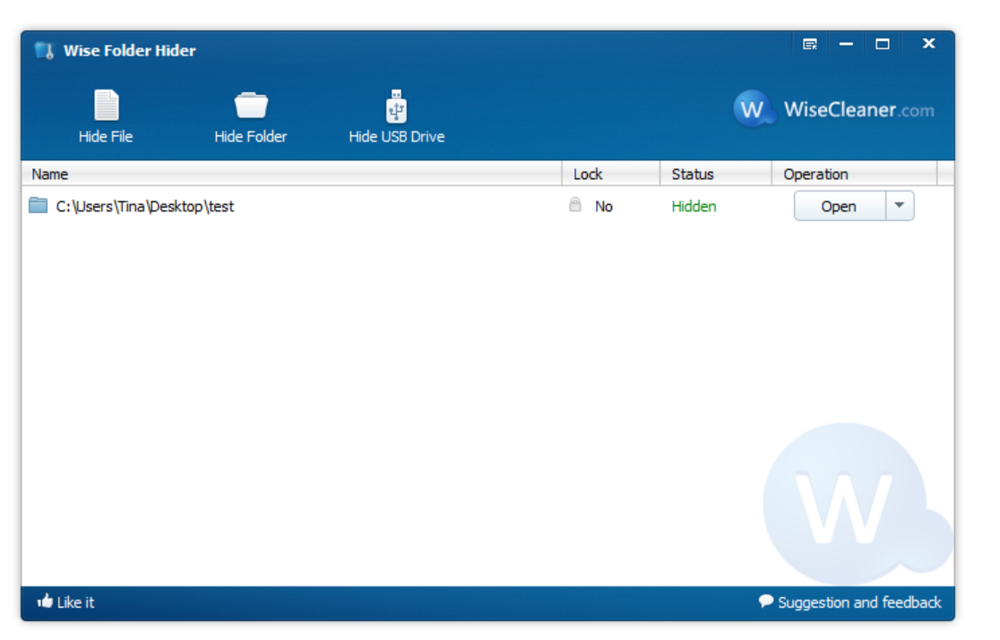 Wise Folder Hider
Hide File Hide Folder Hide USB Drive W WiseCleaner.com
Name Lock Status Operation
C:\Users\Tina\Desktop\test No Hidden Open
W
Like it Suggestion and feedback